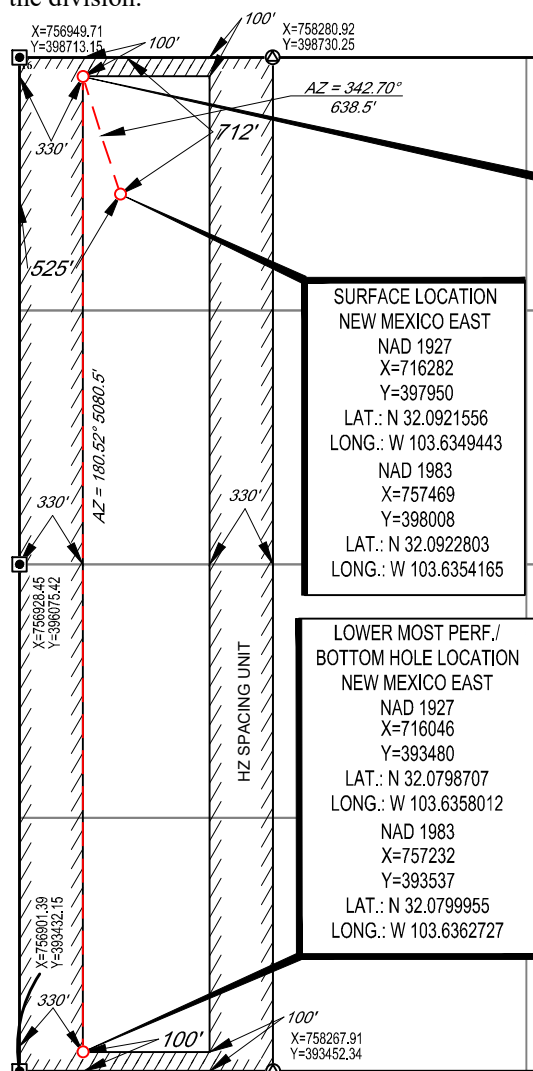 the division.
X=756949.71
Y=398713.15
100'
100'
X=758280.92
Y=398730.25
AZ = 342.70°
638.5'
330'
712'
525'
SURFACE LOCATION
NEW MEXICO EAST
NAD 1927
X=716282
Y=397950
LAT.: N 32.0921556
LONG.: W 103.6349443
NAD 1983
X=757469
Y=398008
LAT.: N 32.0922803
LONG.: W 103.6354165
AZ = 180.52° 5080.5'
330'
330'
X=756928.45
Y=396075.42
HZ SPACING UNIT
LOWER MOST PERF./
BOTTOM HOLE LOCATION
NEW MEXICO EAST
NAD 1927
X=716046
Y=393480
LAT.: N 32.0798707
LONG.: W 103.6358012
NAD 1983
X=757232
Y=393537
LAT.: N 32.0799955
LONG.: W 103.6362727
X=756901.39
Y=393432.15
330'
100'
100'
X=758267.91
Y=393452.34